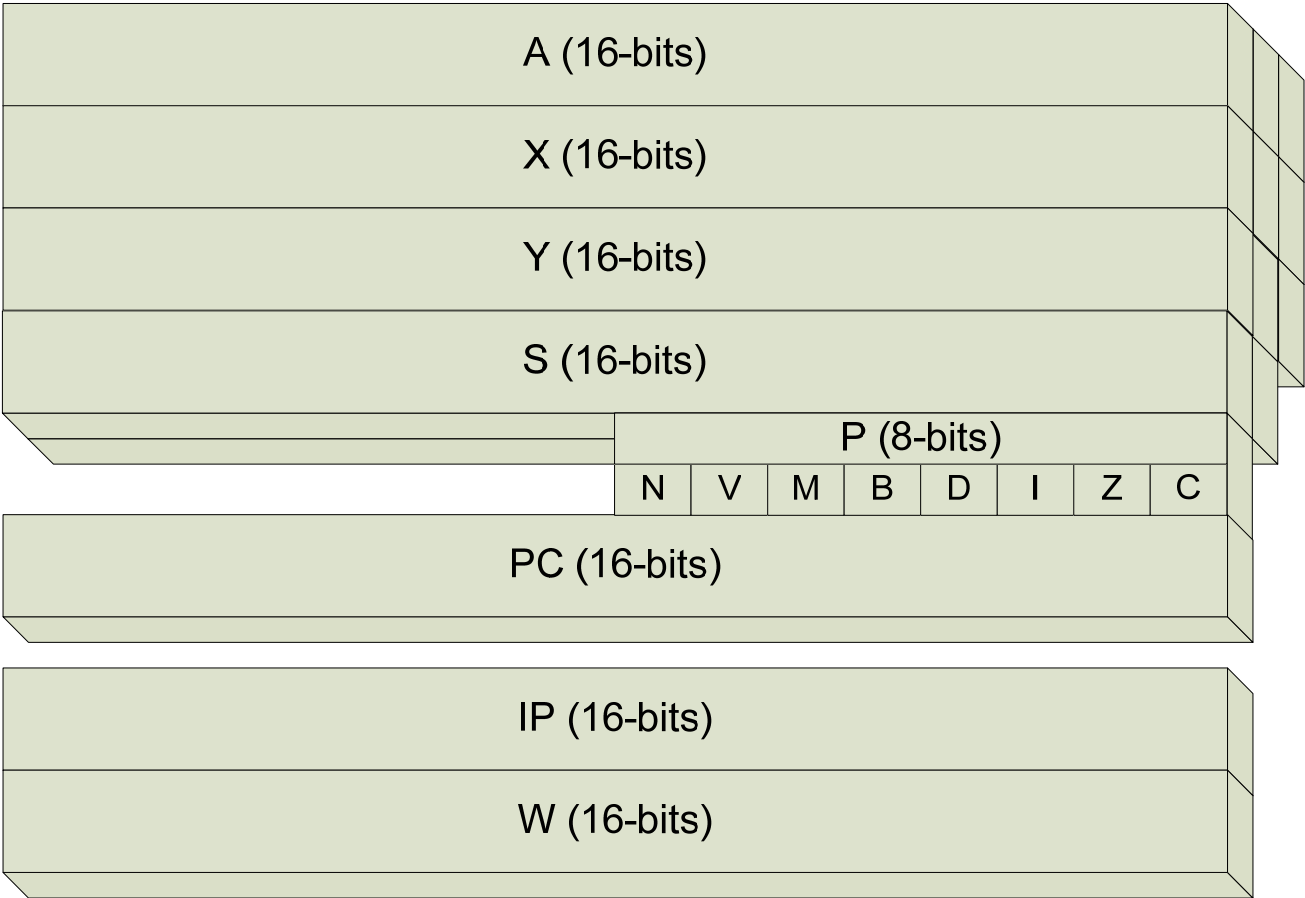 A (16-bits)
X (16-bits)
Y (16-bits)
S (16-bits)
P (8-bits)
N V M B D I Z C
PC (16-bits)
IP (16-bits)
W (16-bits)